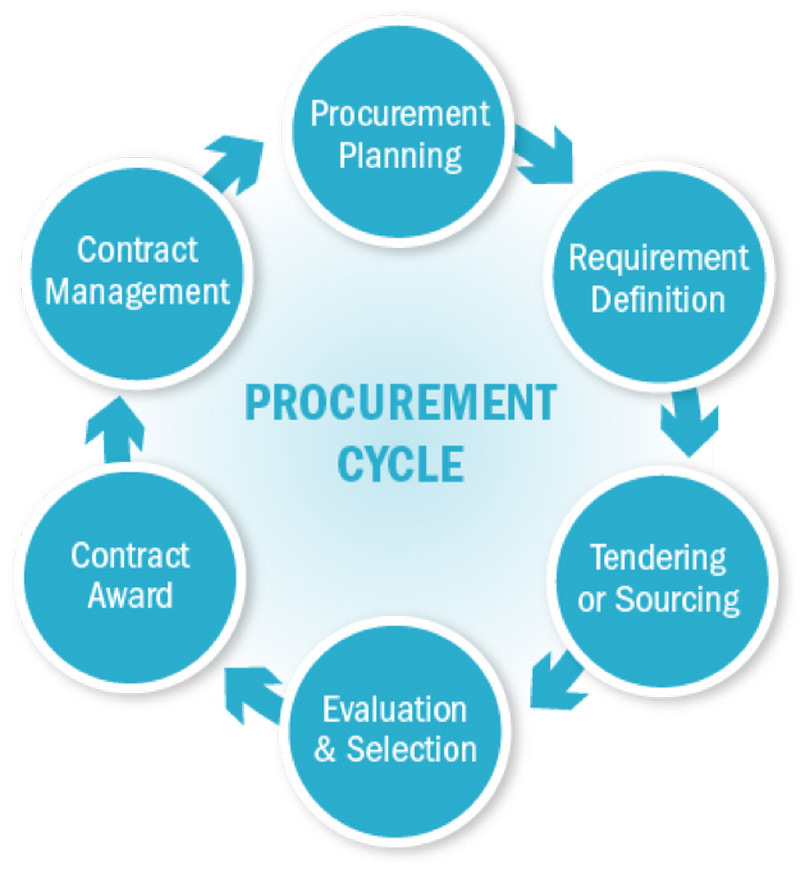 Procurement
Planning
Requirement
Definition
Tendering
or Sourcing
Evaluation
& Selection
Contract
Award
Contract
Management
PROCUREMENT
CYCLE